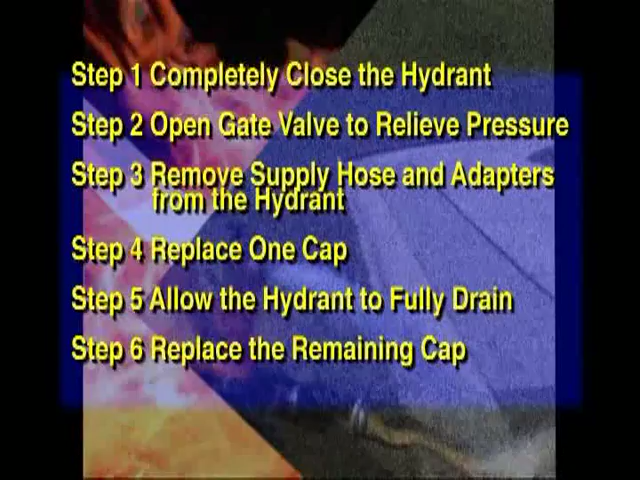 Step 1 Completely Close the Hydrant
Step 2 Open Gate Valve to Relieve Pressure
Step 3 Remove Supply Hose and Adapters
from the Hydrant
Step 4 Replace One Cap
Step 5 Allow the Hydrant to Fully Drain
Step 6 Replace the Remaining Cap